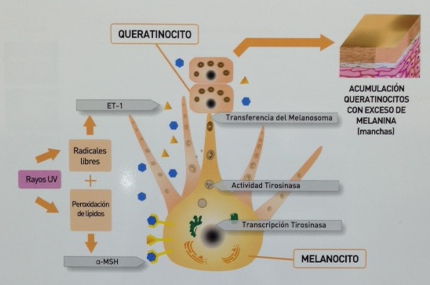 QUERATINOCITO
ET-1
Transferencia del Melanosoma
ACUMULACIÓN
QUERATINOCITOS
CON EXCESO DE
MELANINA
(manchas)
Radicales
libres
Rayos UV
+
Peroxidación
de lípidos
Actividad Tirosinasa
Transcripción Tirosinasa
α-MSH
MELANOCITO